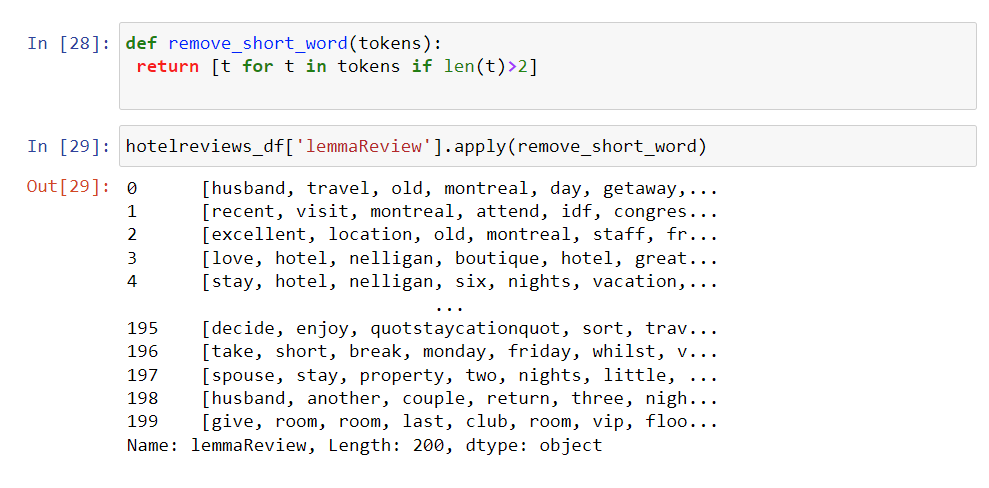 In [28]: def remove_short_word(tokens):
 return [t for t in tokens if len(t)>2]
In [29]: hotelreviews_df['lemmaReview'].apply(remove_short_word)
Out[29]: 0 [husband, travel, old, montreal, day, getaway,...
1 [recent, visit, montreal, attend, idf, congres...
2 [excellent, location, old, montreal, staff, fr...
3 [love, hotel, nelligan, boutique, hotel, great...
4 [stay, hotel, nelligan, six, nights, vacation,...
...
195 [decide, enjoy, quotstaycationquot, sort, trav...
196 [take, short, break, monday, friday, whilst, v...
197 [spouse, stay, property, two, nights, little, ...
198 [husband, another, couple, return, three, nigh...
199 [give, room, room, last, club, room, vip, floo...
Name: lemmaReview, Length: 200, dtype: object